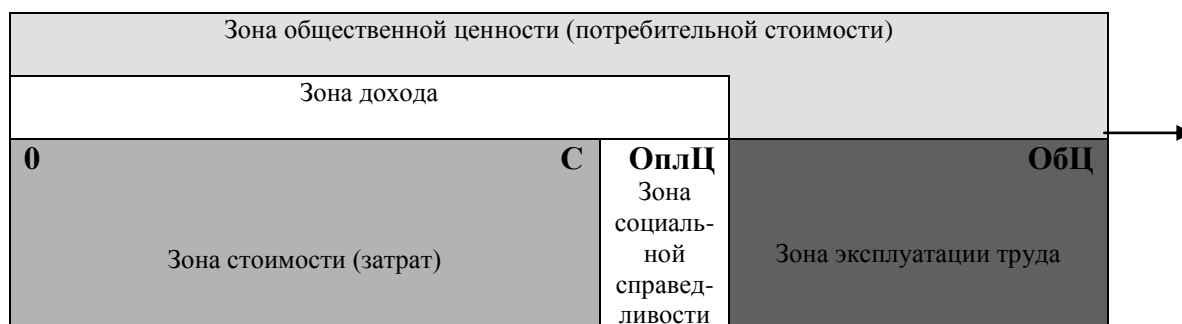 Зона общественной ценности (потребительной стоимости)
Зона дохода
0
С
ОплЦ
ОбЦ
Зона стоимости (затрат)
Зона
социаль-
ной
справед-
ливости
Зона эксплуатации труда